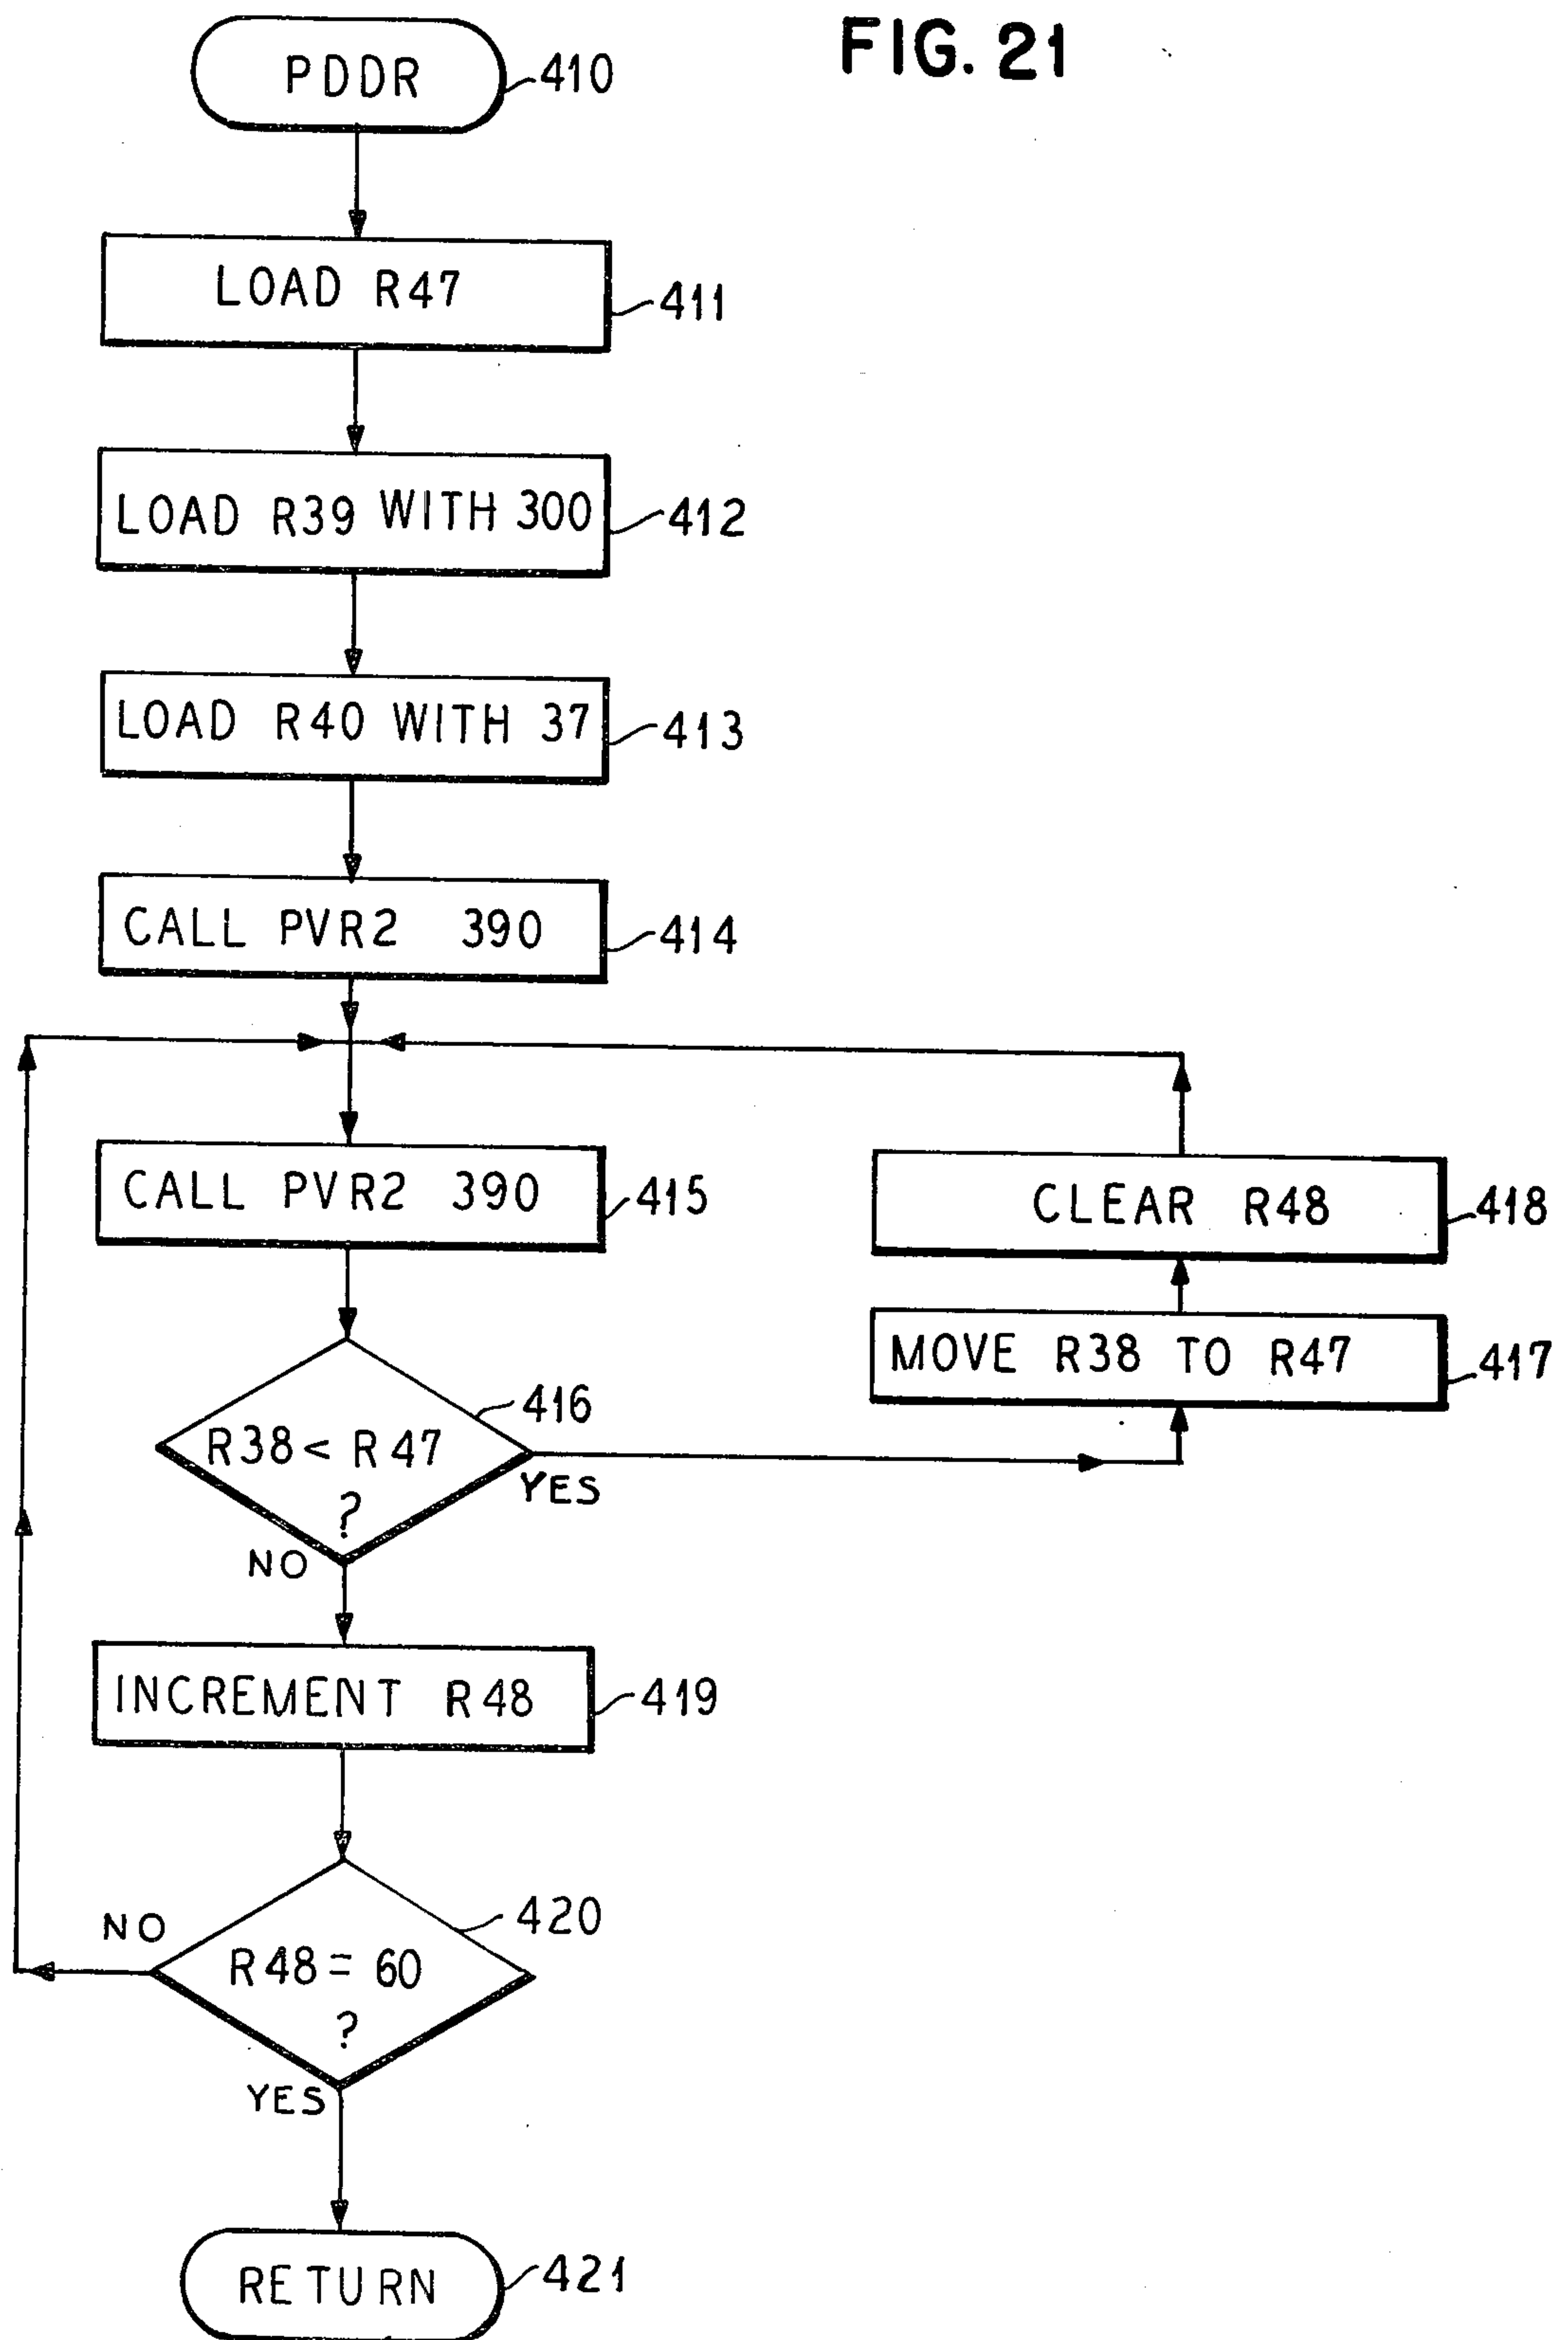 FIG. 21
PDDR
410
LOAD R47
411
LOAD R39 WITH 300
412
LOAD R40 WITH 37
413
CALL PVR2 390
414
CALL PVR2 390
415
CLEAR R48
418
MOVE R38 TO R47
417
R38 < R47
?
416
YES
NO
INCREMENT R48
419
R48 = 60
?
420
NO
YES
RETURN
421